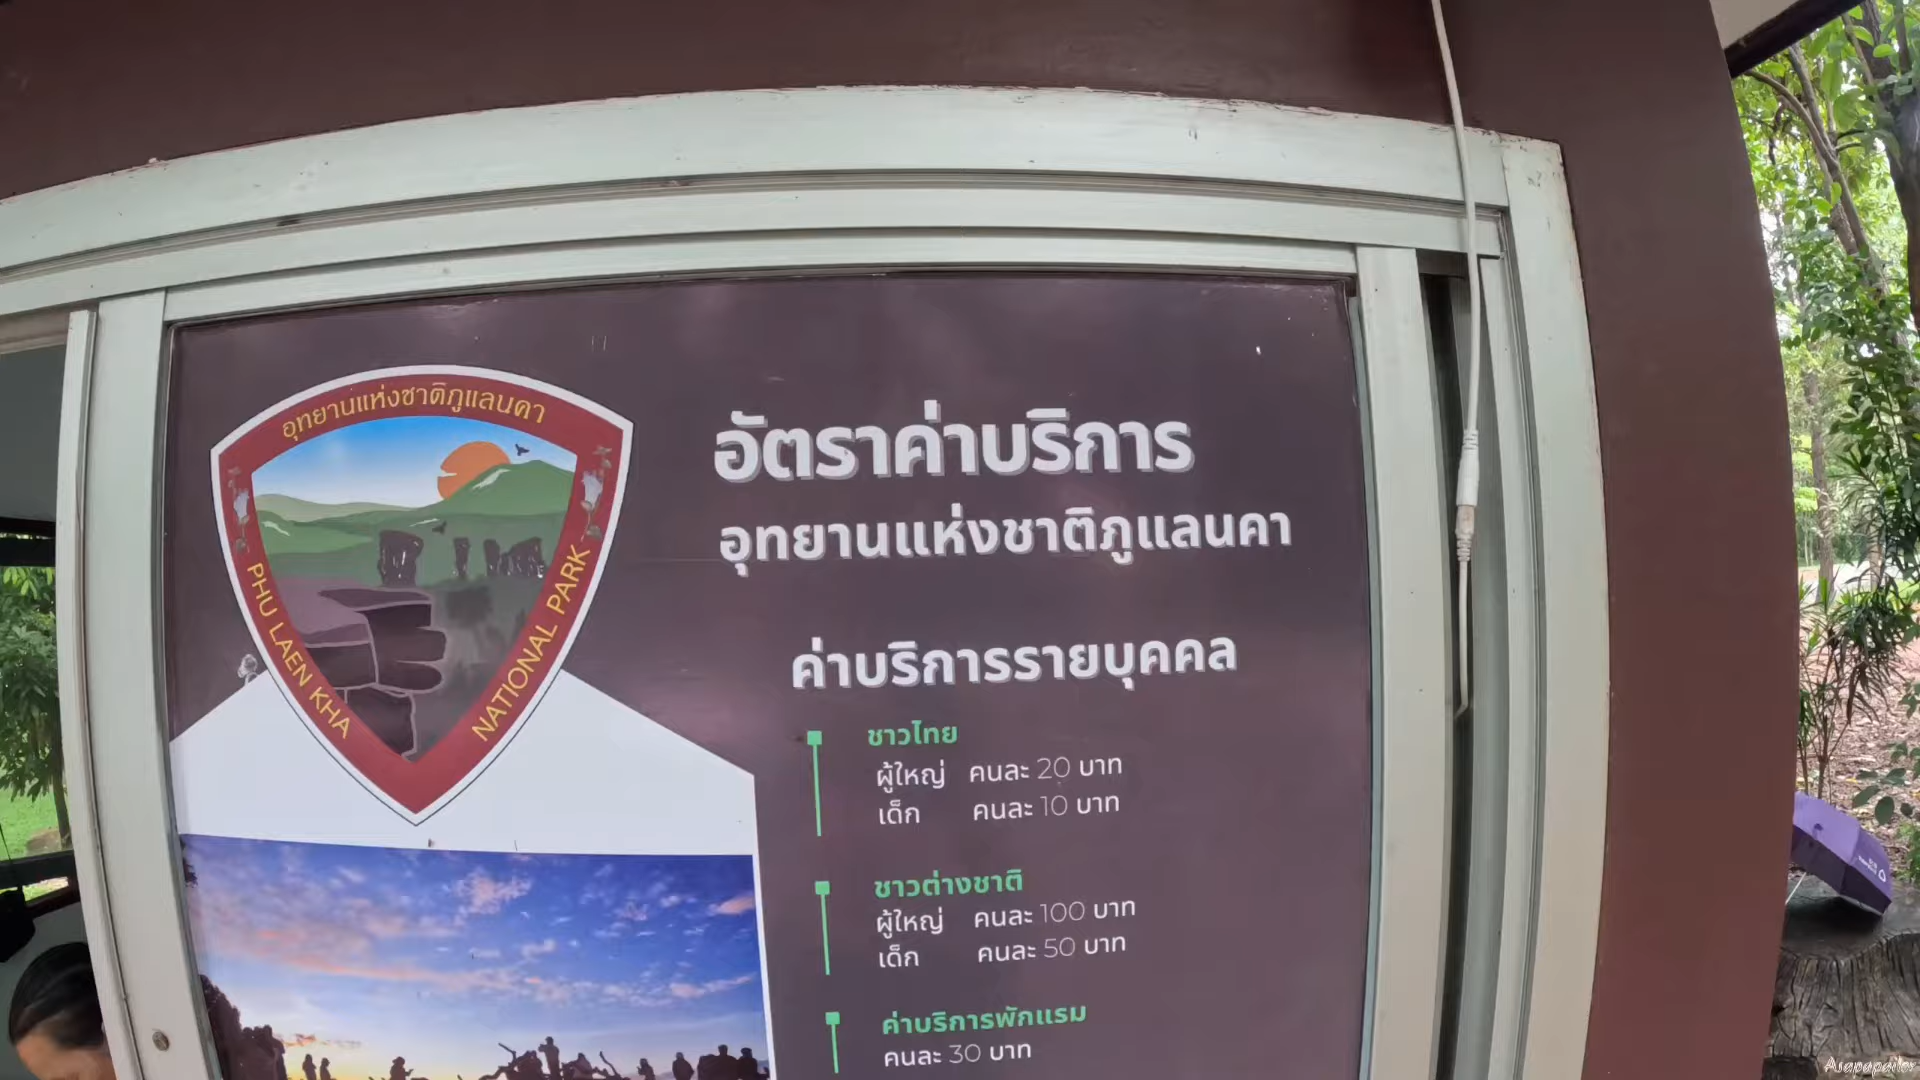 อุทยานแห่งชาติภูแลนคา
PHU LAEN KHA
NATIONAL PARK
อัตราค่าบริการ
อุทยานแห่งชาติภูแลนคา
ค่าบริการรายบุคคล
ชาวไทย
ผู้ใหญ่ คนละ 20 บาท
เด็ก คนละ 10 บาท
ชาวต่างชาติ
ผู้ใหญ่ คนละ 100 บาท
เด็ก คนละ 50 บาท
ค่าบริการพักแรม
คนละ 30 บาท